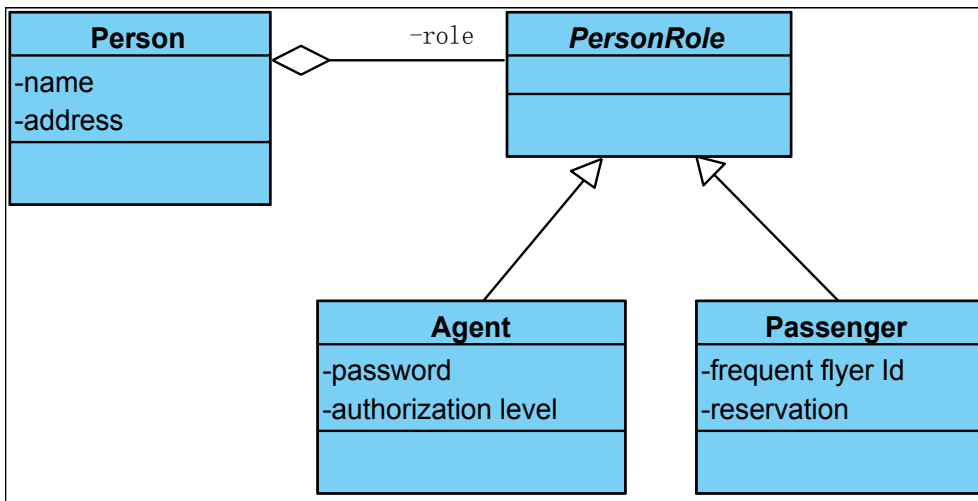 Person
-name
-address
-role
PersonRole
Agent
-password
-authorization level
Passenger
-frequent flyer Id
-reservation